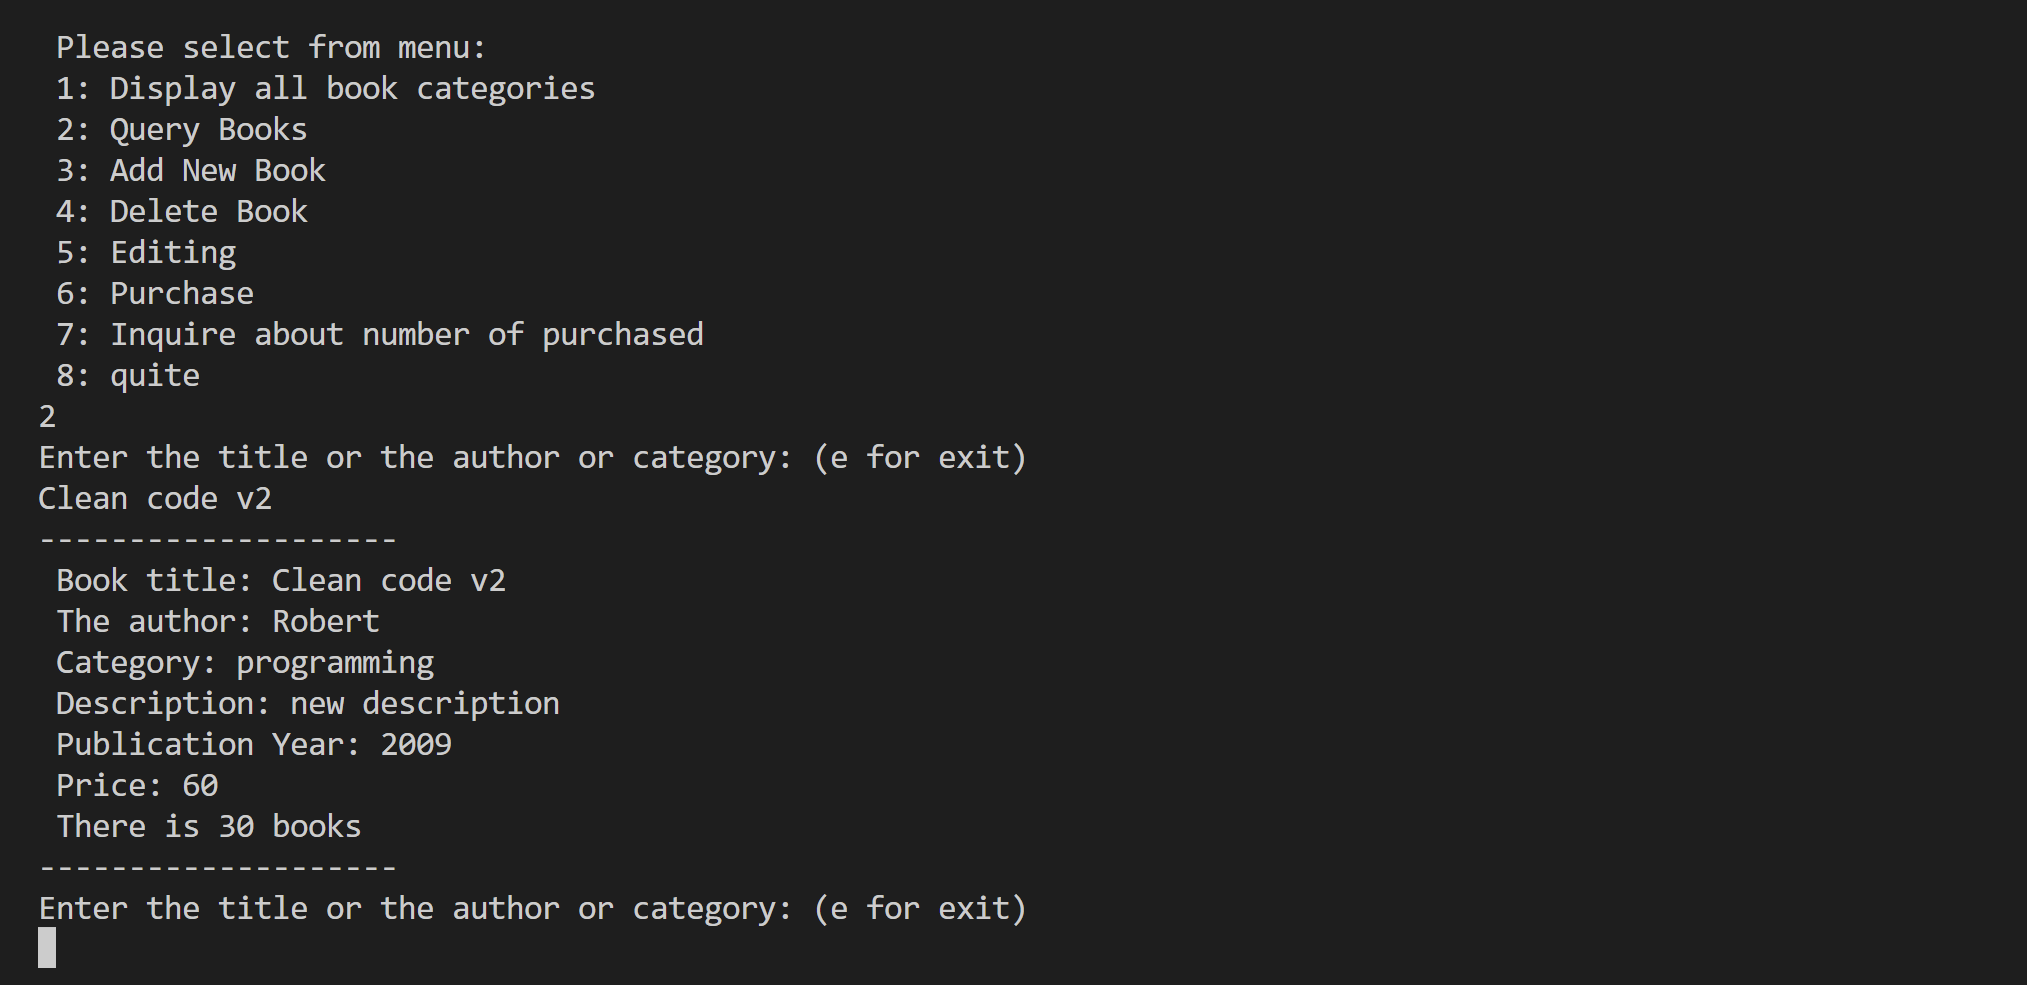 Please select from menu:
1: Display all book categories
2: Query Books
3: Add New Book
4: Delete Book
5: Editing
6: Purchase
7: Inquire about number of purchased
8: quite
2
Enter the title or the author or category: (e for exit)
Clean code v2
--------------------
Book title: Clean code v2
The author: Robert
Category: programming
Description: new description
Publication Year: 2009
Price: 60
There is 30 books
--------------------
Enter the title or the author or category: (e for exit)